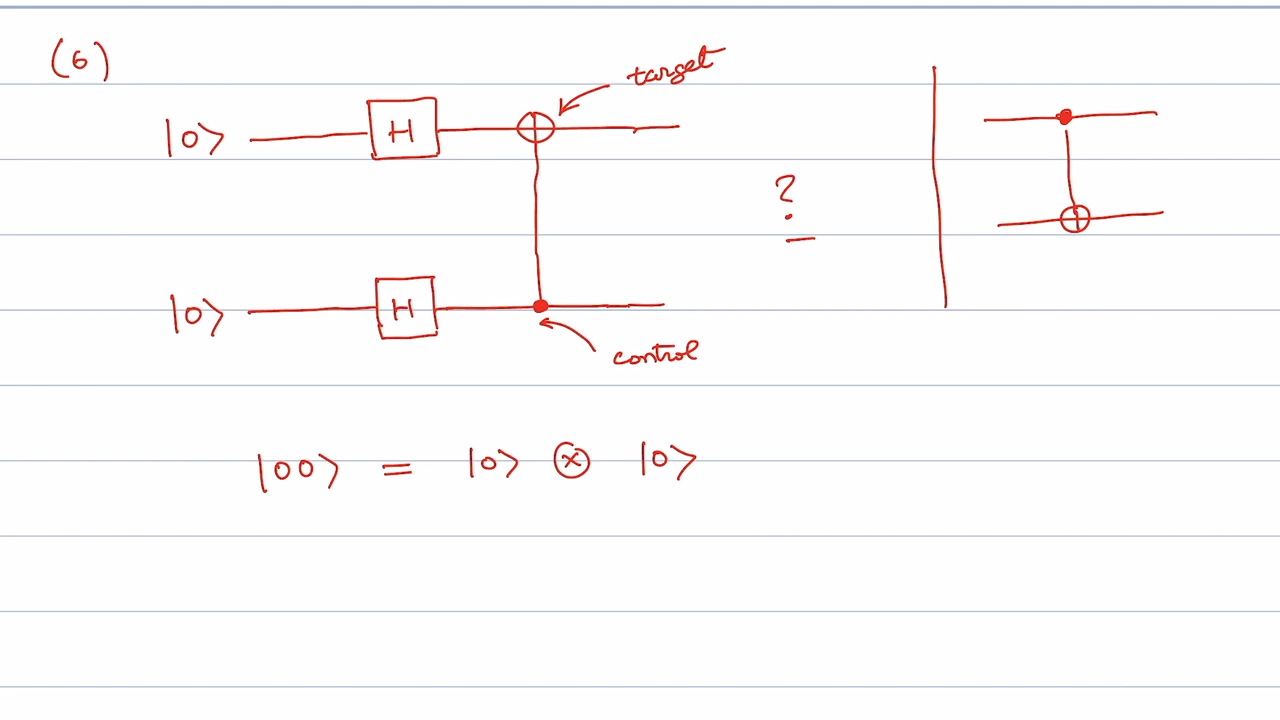 (6)
target
|0⟩ H
?
|0⟩ H
control
|00⟩ = |0⟩ ⊗ |0⟩